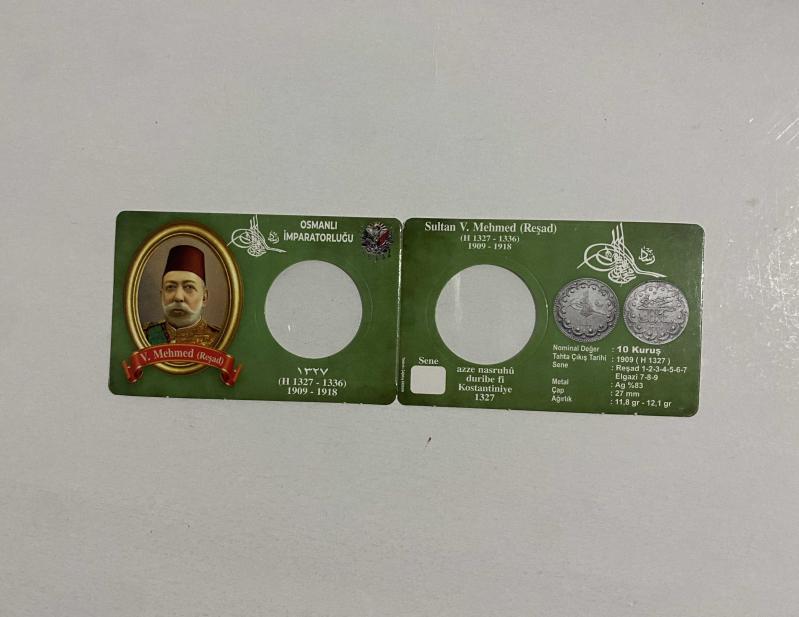 OSMANLI
İMPARATORLUĞU
V. Mehmed (Reşad)
١٣٢٧
(H 1327 - 1336)
1909 - 1918
Sultan V. Mehmed (Reşad)
(H 1327 - 1336)
1909 - 1918
Sene
azze nasruhû
duribe fî
Kostantiniye
1327
Nominal Değer : 10 Kuruş
Tahta Çıkış Tarihi : 1909 ( H 1327 )
Sene : Reşad 1-2-3-4-5-6-7
Elgazi 7-8-9
Metal : Ag %83
Çap : 27 mm
Ağırlık : 11,8 gr - 12,1 gr